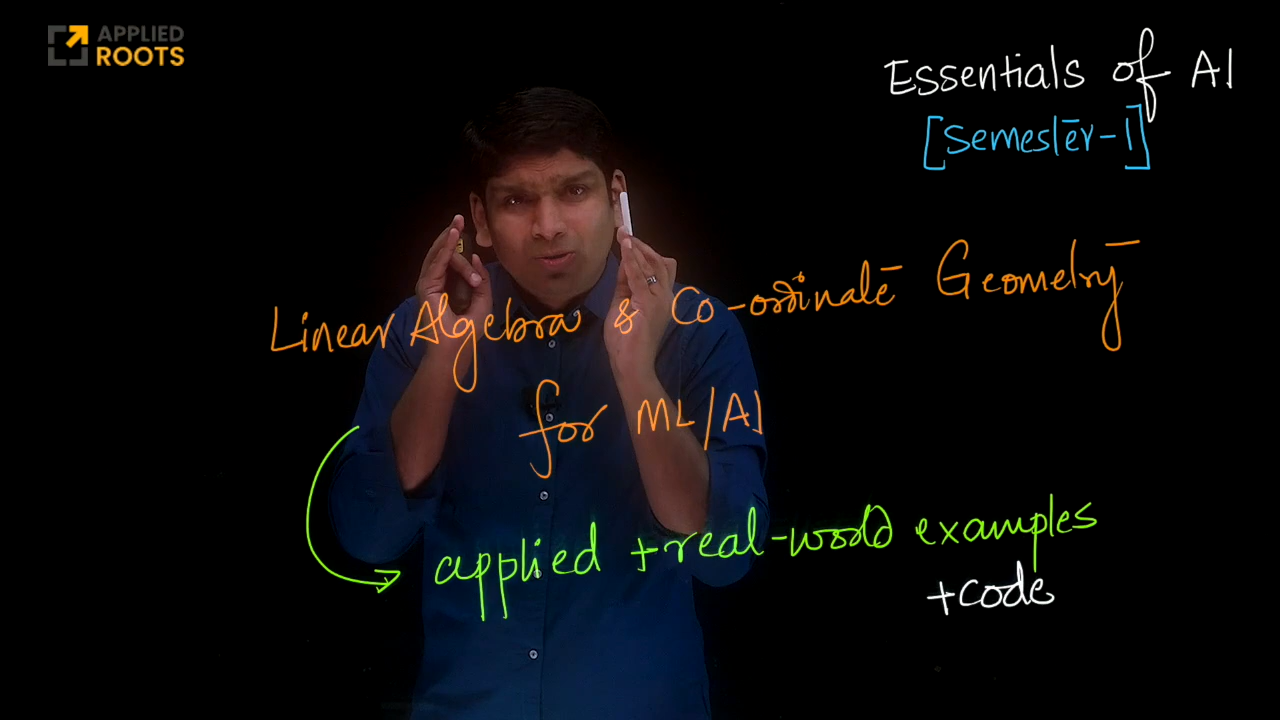 APPLIED
ROOTS
Essentials of AI
[Semester-1]
Linear Algebra & Co-ordinate Geometry
for ML/AI
applied +real-world examples
+code